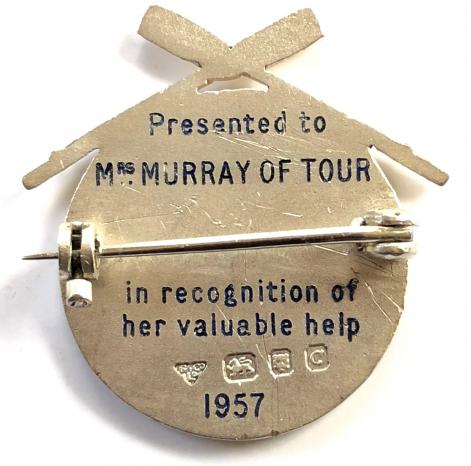 Presented to
MRS. MURRAY OF TOUR
in recognition of
her valuable help
C
1957